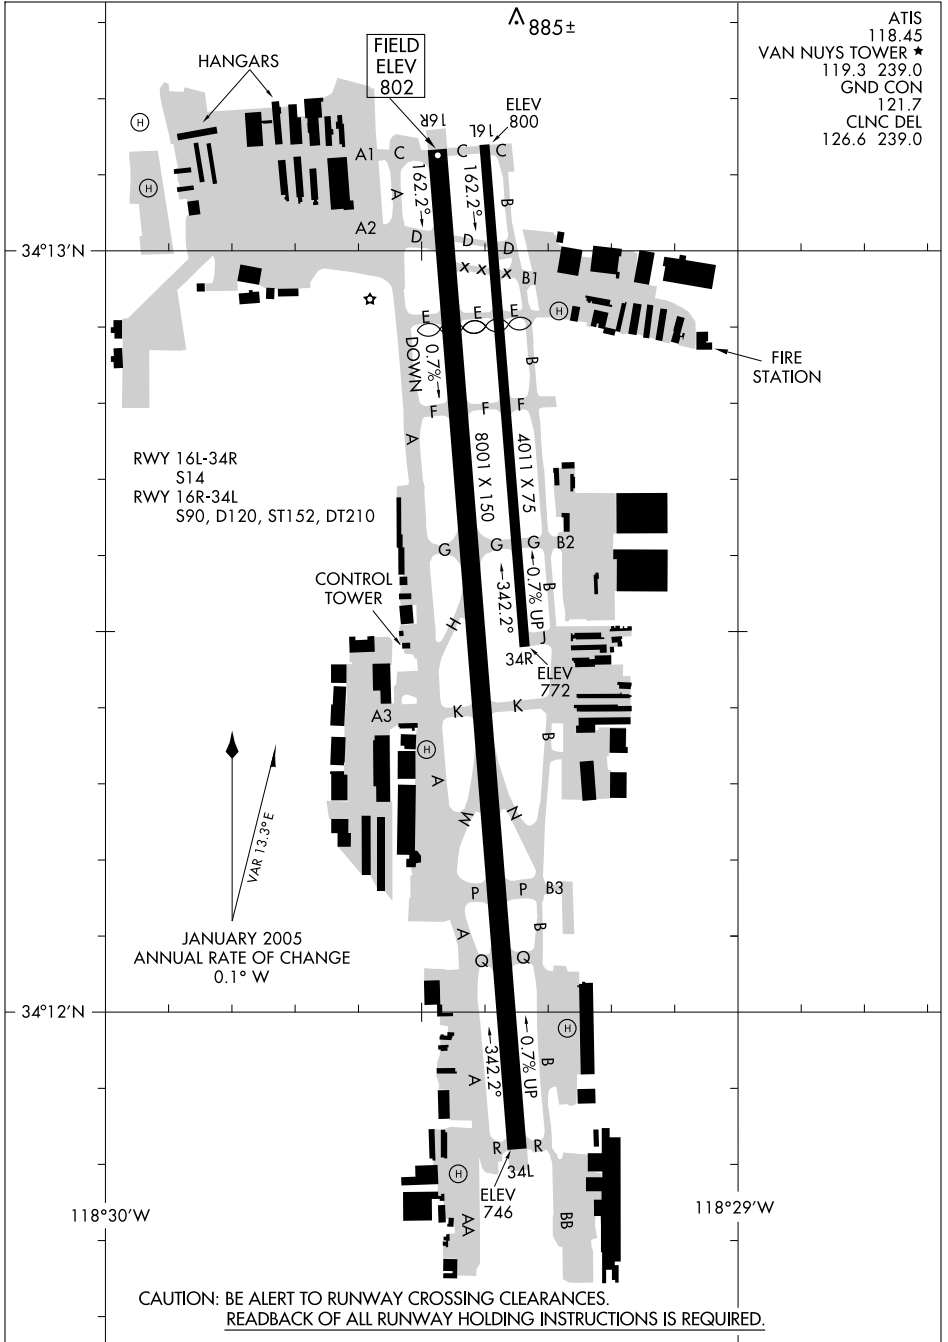 885±
ATIS
118.45
VAN NUYS TOWER ★
119.3 239.0
GND CON
121.7
CLNC DEL
126.6 239.0
HANGARS
FIELD
ELEV
802
ELEV
800
16R
16L
H
H
A1
C
C
C
A
B
162.2°
162.2°
A2
D
D
D
34°13'N
X X X
B1
H
E
E
E
0.7%
DOWN
B
FIRE
STATION
F
F
F
A
8001 X 150
4011 X 75
RWY 16L-34R
S14
RWY 16R-34L
S90, D120, ST152, DT210
G
G
G
B2
342.2°
0.7% UP
B
CONTROL
TOWER
H
J
34R
ELEV
772
A3
K
K
B
H
A
VAR 13.3° E
M
N
P
P
B3
JANUARY 2005
ANNUAL RATE OF CHANGE
0.1° W
A
B
Q
Q
34°12'N
H
342.2°
0.7% UP
A
B
R
R
34L
H
ELEV
746
AA
BB
118°30'W
118°29'W
CAUTION: BE ALERT TO RUNWAY CROSSING CLEARANCES.
READBACK OF ALL RUNWAY HOLDING INSTRUCTIONS IS REQUIRED.